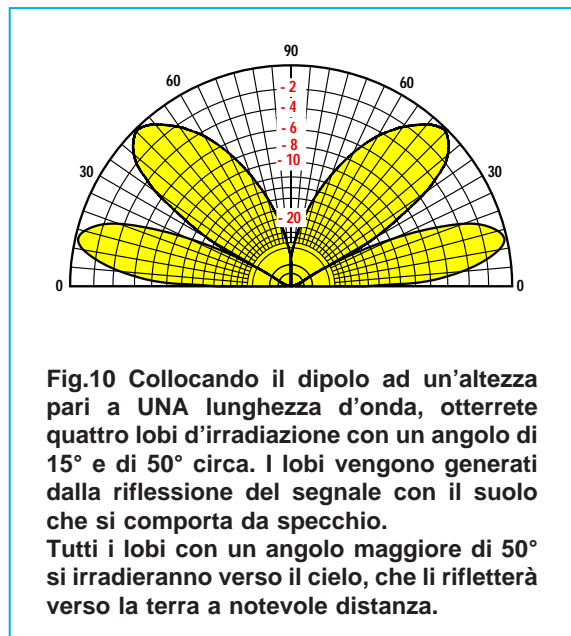 90
60 60
- 2
- 4
- 6
- 8
- 10
30 30
- 20
0 0
Fig.10 Collocando il dipolo ad un'altezza
pari a UNA lunghezza d'onda, otterrete
quattro lobi d'irradiazione con un angolo di
15° e di 50° circa. I lobi vengono generati
dalla riflessione del segnale con il suolo
che si comporta da specchio.
Tutti i lobi con un angolo maggiore di 50°
si irradieranno verso il cielo, che li rifletterà
verso la terra a notevole distanza.